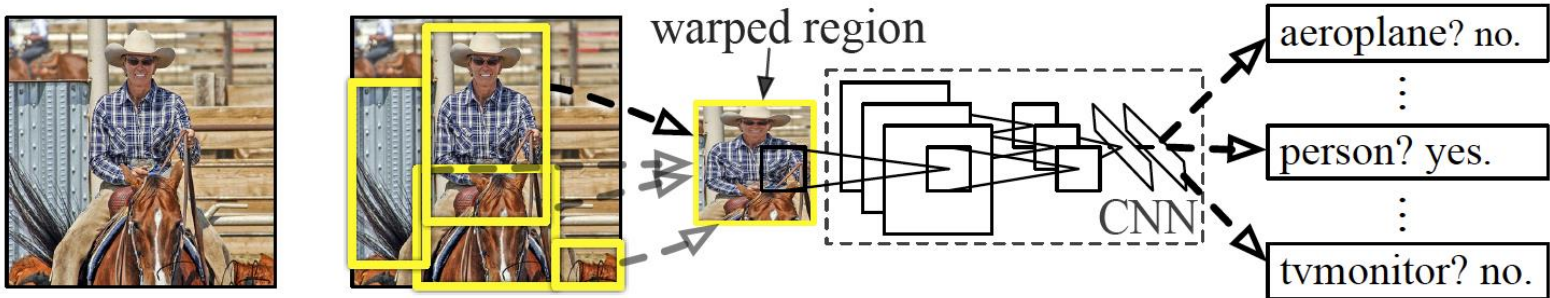 warped region
aeroplane? no.
person? yes.
CNN
tvmonitor? no.